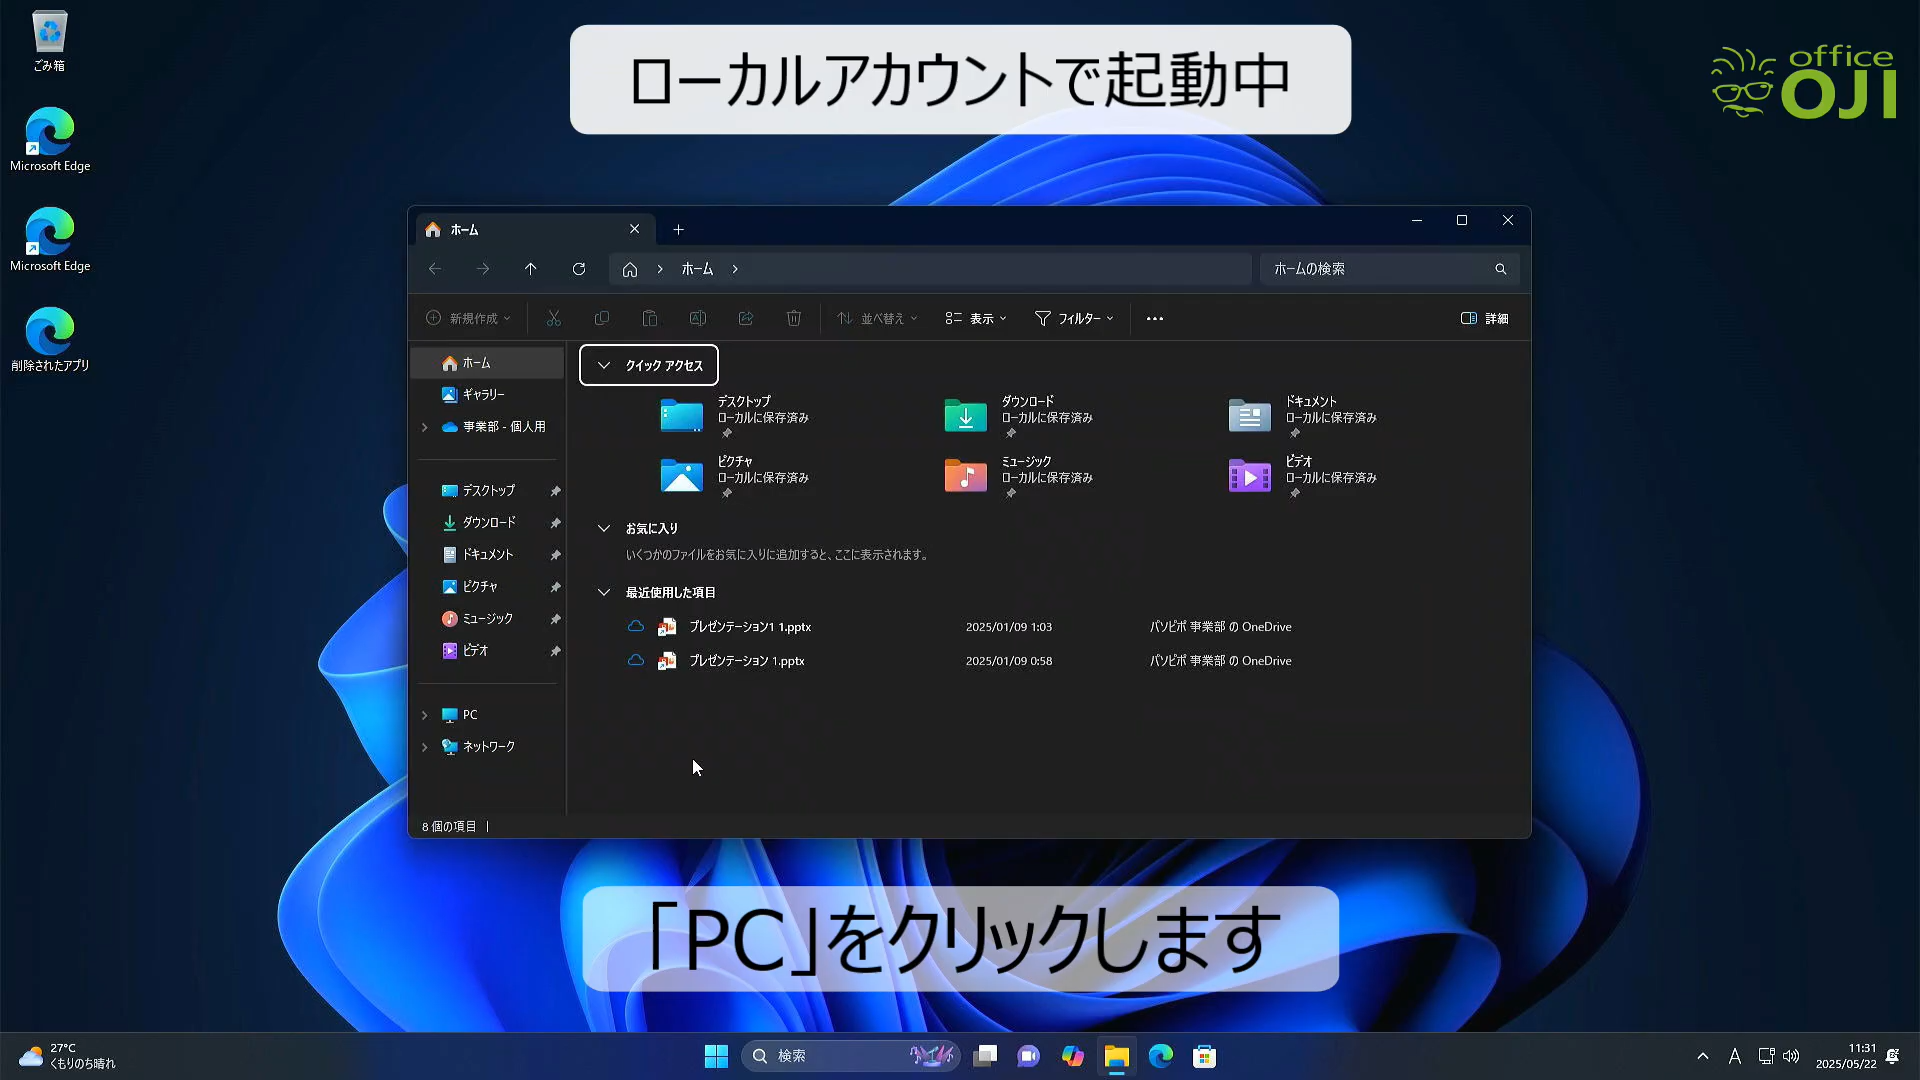 ごみ箱
Microsoft Edge
Microsoft Edge
削除されたアプリ
ローカルアカウントで起動中
office
OJI
ホーム
ホーム
ホームの検索
新規作成
並べ替え
表示
フィルター
詳細
ホーム
ギャラリー
事業部 - 個人用
デスクトップ
ダウンロード
ドキュメント
ピクチャ
ミュージック
ビデオ
PC
ネットワーク
クイック アクセス
デスクトップ
ローカルに保存済み
ダウンロード
ローカルに保存済み
ドキュメント
ローカルに保存済み
ピクチャ
ローカルに保存済み
ミュージック
ローカルに保存済み
ビデオ
ローカルに保存済み
お気に入り
いくつかのファイルをお気に入りに追加すると、ここに表示されます。
最近使用した項目
プレゼンテーション1 1.pptx 2025/01/09 1:03 パソビポ 事業部 の OneDrive
プレゼンテーション 1.pptx 2025/01/09 0:58 パソビポ 事業部 の OneDrive
8 個の項目
「PC」をクリックします
27°C
くもりのち晴れ
検索
A
11:31
2025/05/22